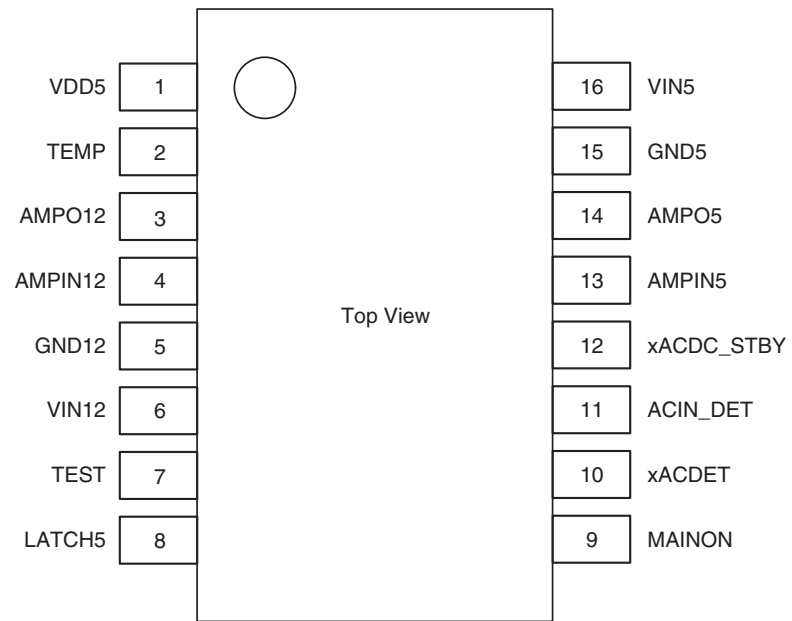 VDD5 1 16 VIN5
TEMP 2 15 GND5
AMPO12 3 14 AMPO5
AMPIN12 4 13 AMPIN5
Top View
GND12 5 12 xACDC_STBY
VIN12 6 11 ACIN_DET
TEST 7 10 xACDET
LATCH5 8 9 MAINON